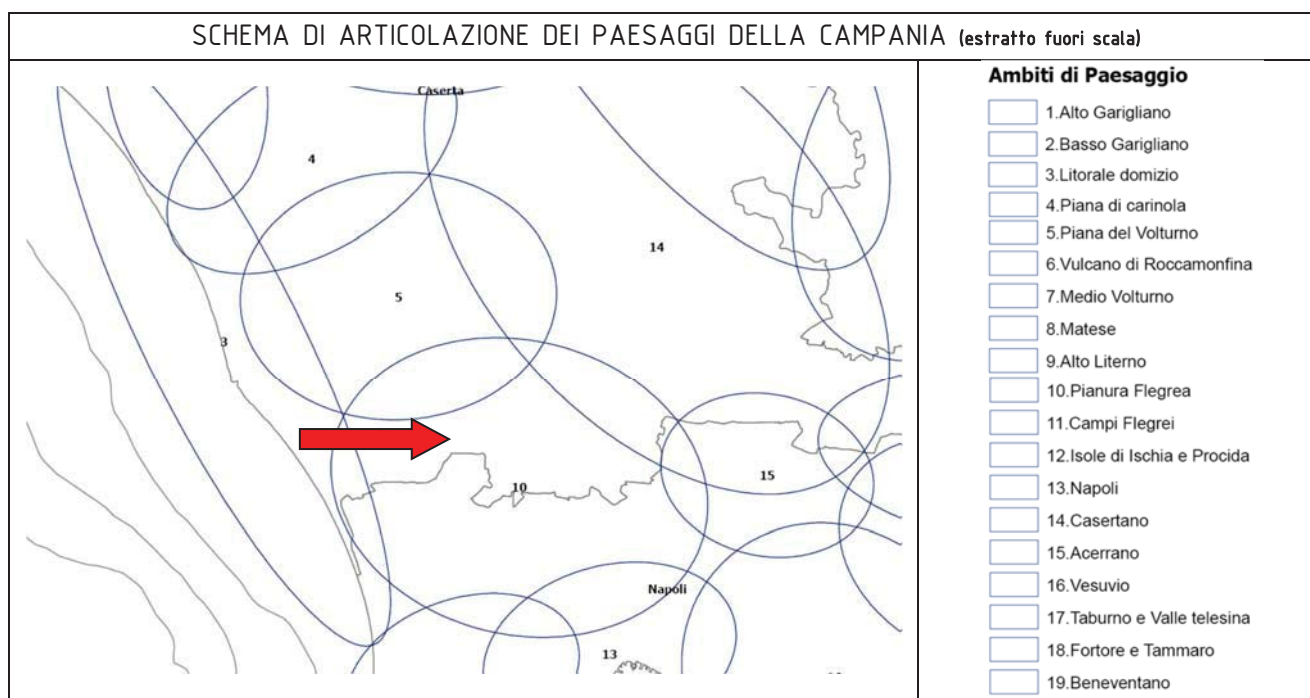 SCHEMA DI ARTICOLAZIONE DEI PAESAGGI DELLA CAMPANIA (estratto fuori scala)
Caserta
4
14
5
3
10
15
Napoli
13
Ambiti di Paesaggio
1.Alto Garigliano
2.Basso Garigliano
3.Litorale domizio
4.Piana di carinola
5.Piana del Volturno
6.Vulcano di Roccamonfina
7.Medio Volturno
8.Matese
9.Alto Literno
10.Pianura Flegrea
11.Campi Flegrei
12.Isole di Ischia e Procida
13.Napoli
14.Casertano
15.Acerrano
16.Vesuvio
17.Taburno e Valle telesina
18.Fortore e Tammaro
19.Beneventano